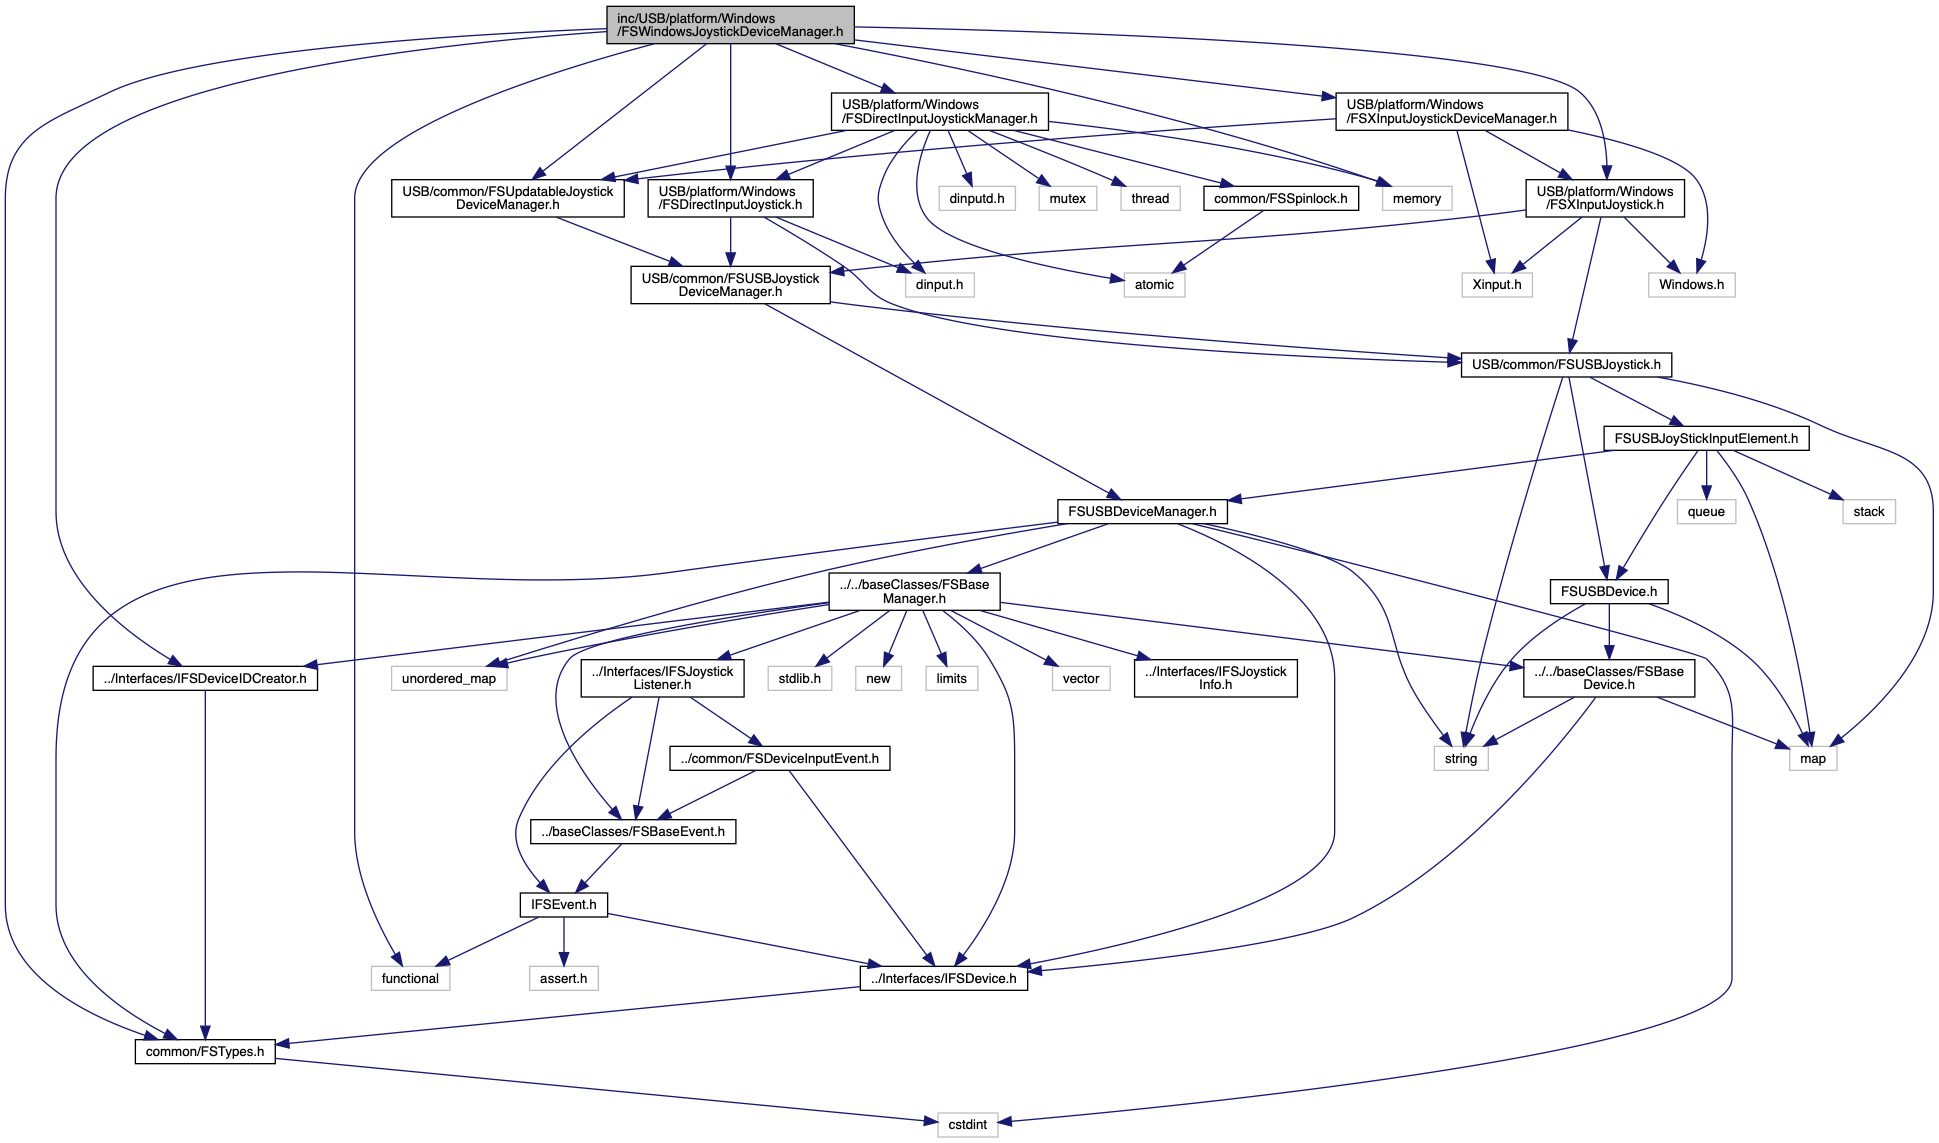 inc/USB/platform/Windows
/FSWindowsJoystickDeviceManager.h
USB/platform/Windows
/FSDirectInputJoystickManager.h
USB/platform/Windows
/FSXInputJoystickDeviceManager.h
USB/common/FSUpdatableJoystick
DeviceManager.h
USB/platform/Windows
/FSDirectInputJoystick.h
dinputd.h
mutex
thread
common/FSSpinlock.h
memory
USB/platform/Windows
/FSXInputJoystick.h
USB/common/FSUSBJoystick
DeviceManager.h
dinput.h
atomic
Xinput.h
Windows.h
USB/common/FSUSBJoystick.h
FSUSBJoyStickInputElement.h
FSUSBDeviceManager.h
queue
stack
../../baseClasses/FSBase
Manager.h
FSUSBDevice.h
../Interfaces/IFSDeviceIDCreator.h
unordered_map
../Interfaces/IFSJoystick
Listener.h
stdlib.h
new
limits
vector
../Interfaces/IFSJoystick
Info.h
../../baseClasses/FSBase
Device.h
../common/FSDeviceInputEvent.h
string
map
../baseClasses/FSBaseEvent.h
IFSEvent.h
functional
assert.h
../Interfaces/IFSDevice.h
common/FSTypes.h
cstdint